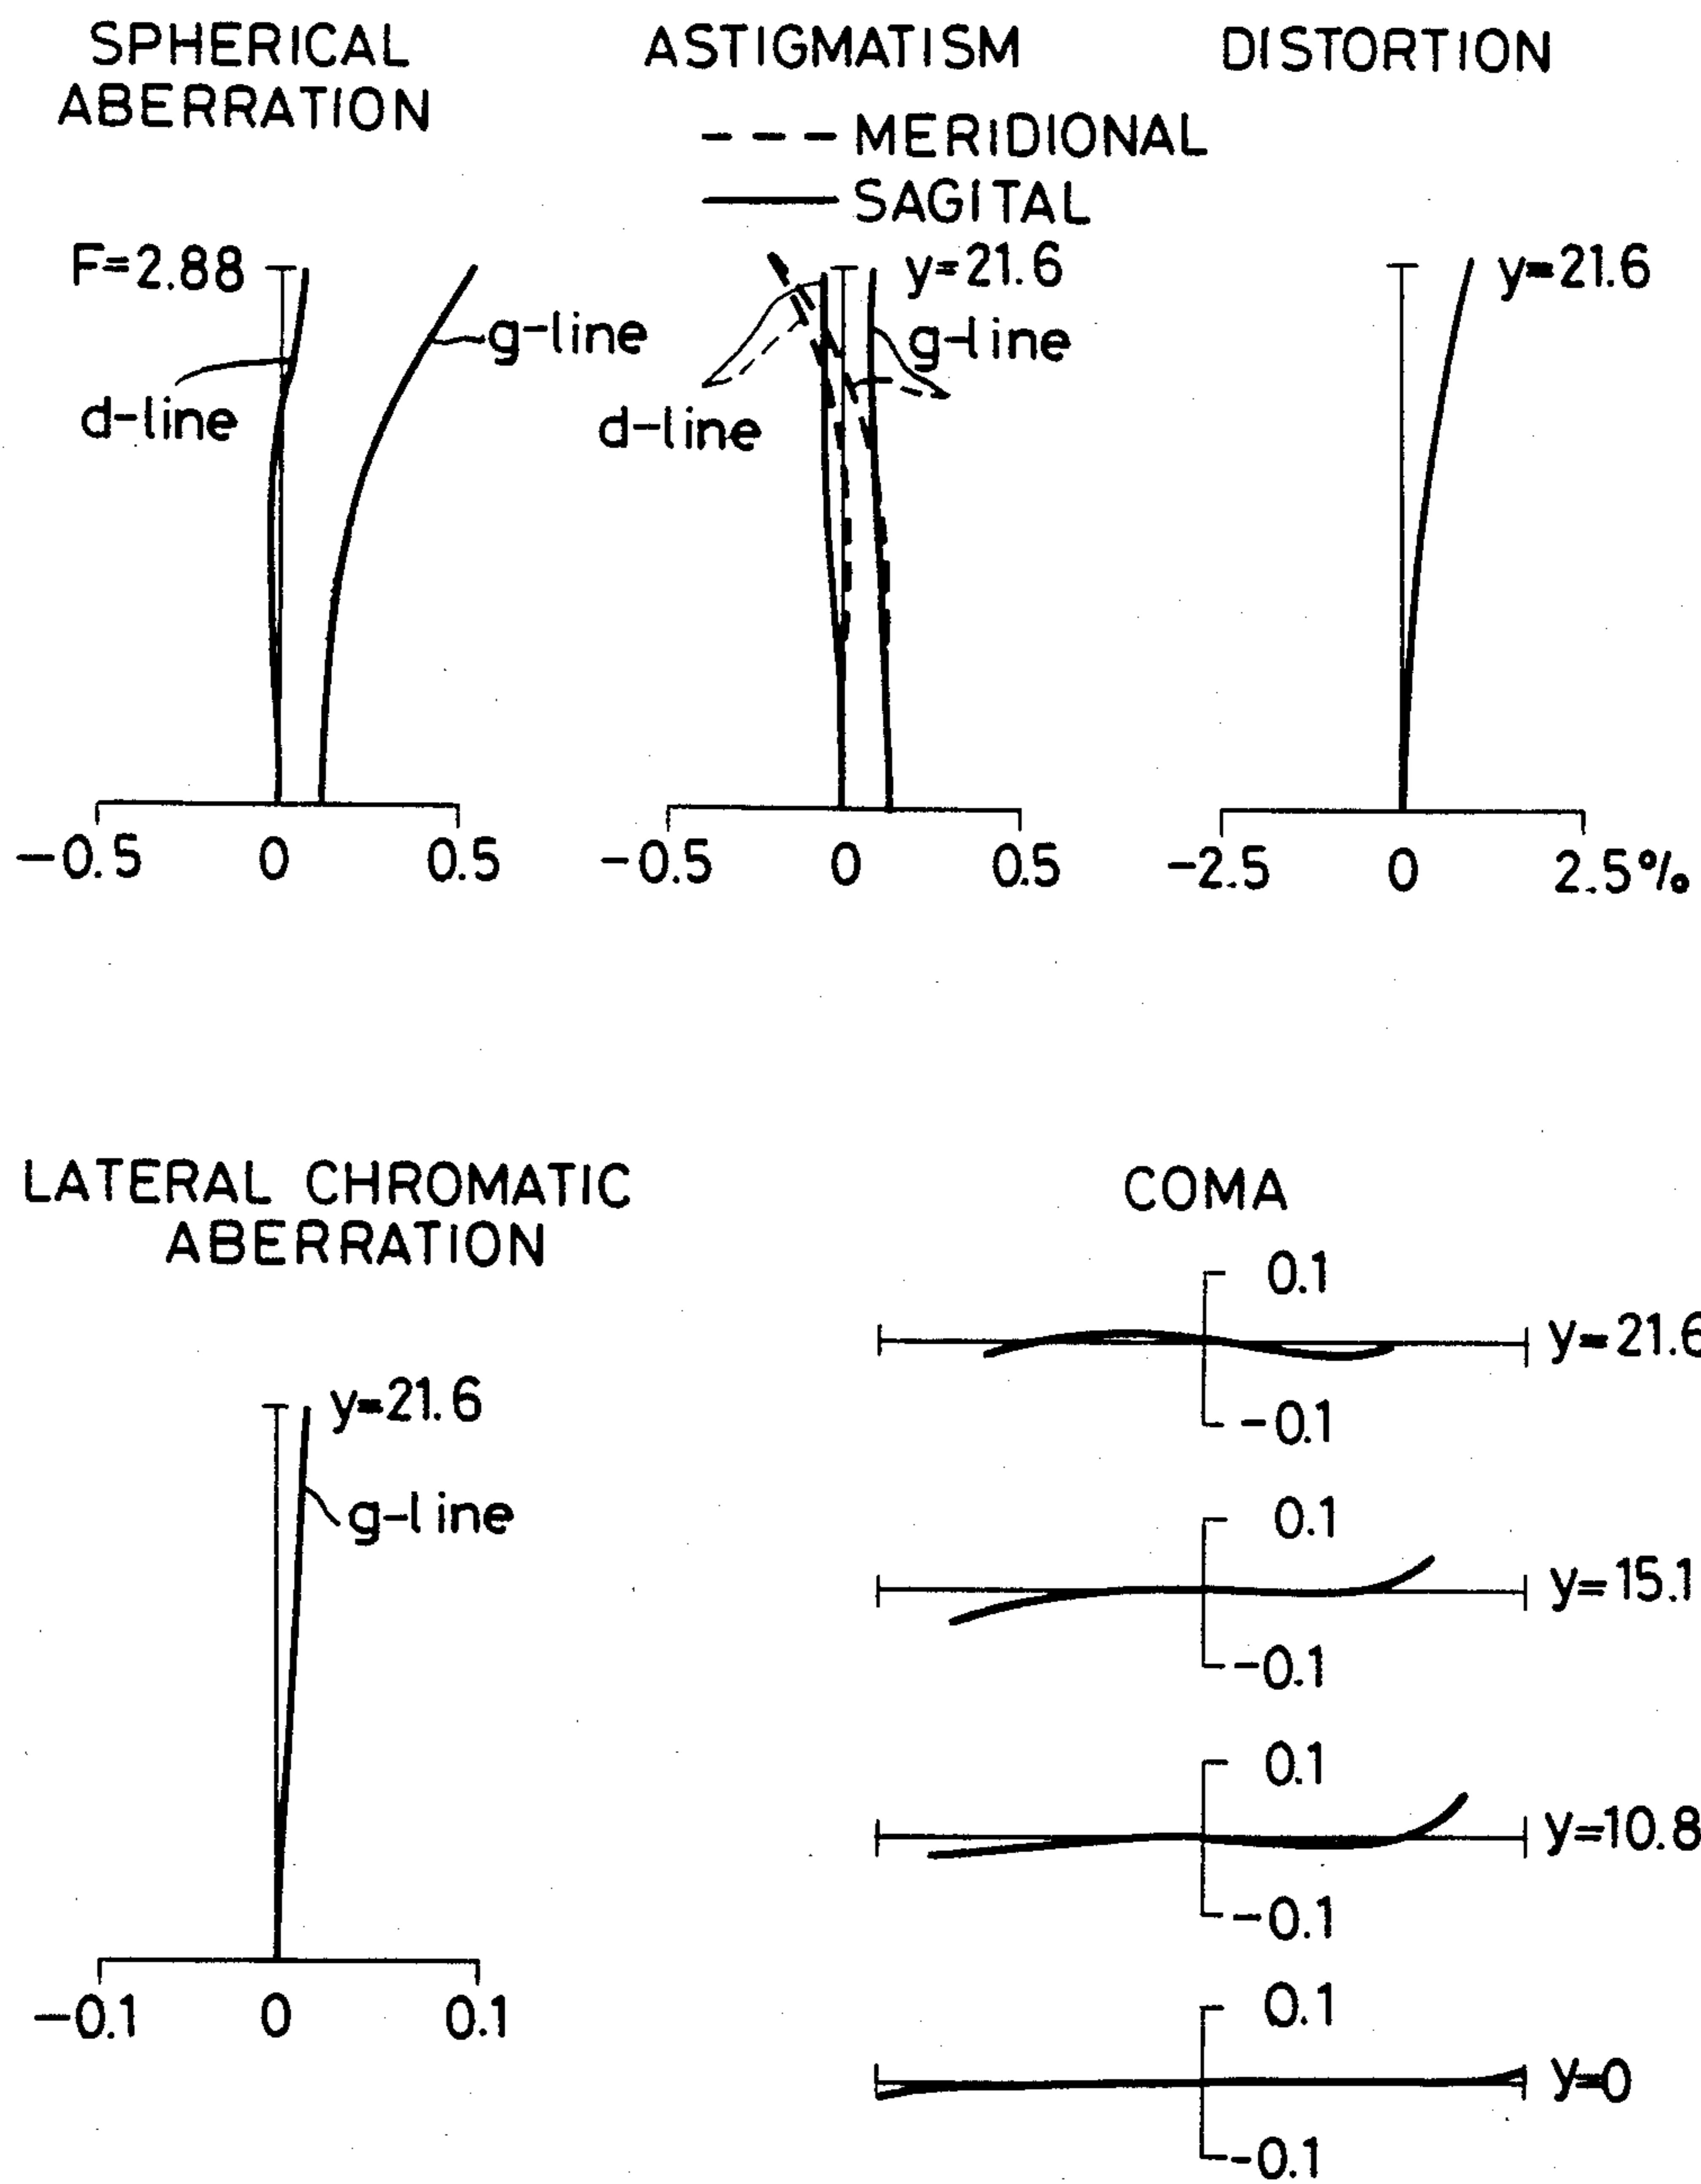 SPHERICAL
ABERRATION
F=2.88
g-line
d-line
-0.5 0 0.5
ASTIGMATISM
--- MERIDIONAL
— SAGITAL
y=21.6
g-line
d-line
-0.5 0 0.5
DISTORTION
y=21.6
-2.5 0 2.5%
LATERAL CHROMATIC
ABERRATION
y=21.6
g-line
-0.1 0 0.1
COMA
0.1
y=21.6
-0.1
0.1
y=15.1
-0.1
0.1
y=10.8
-0.1
0.1
y=0
-0.1